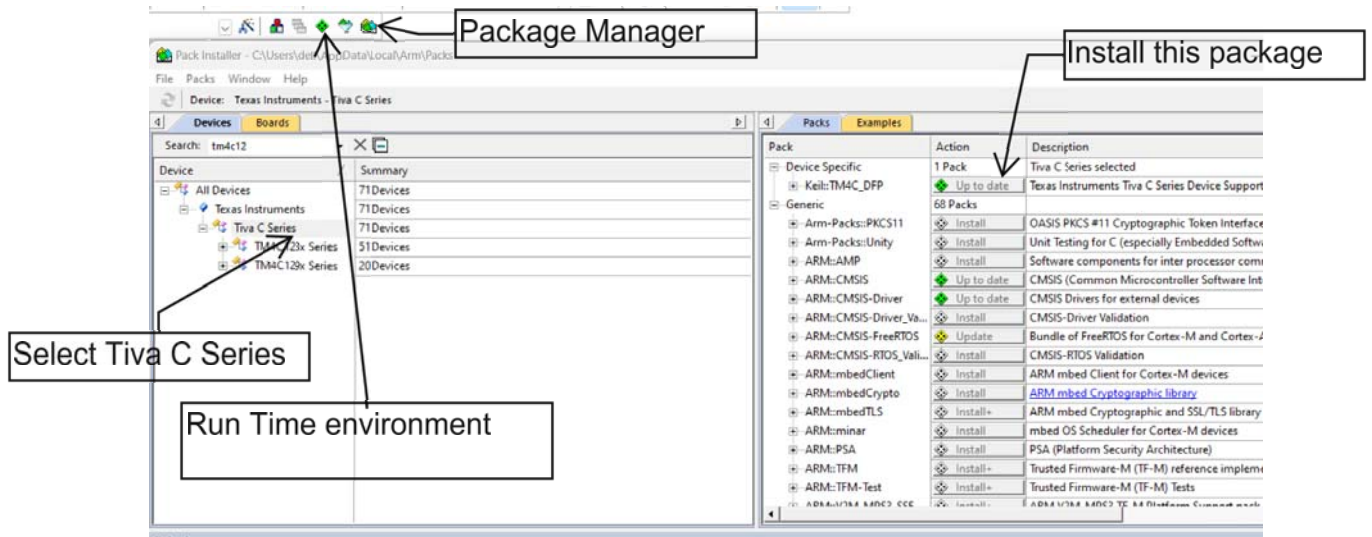 Package Manager
Install this package
Pack Installer - C:\Users\del\AppData\Local\Arm\Packs
File Packs Window Help
Device: Texas Instruments - Tiva C Series
Devices Boards
Search: tm4c12
Device Summary
All Devices 71 Devices
Texas Instruments 71 Devices
Tiva C Series 71 Devices
TM4C123x Series 51 Devices
TM4C129x Series 20 Devices
Select Tiva C Series
Run Time environment
Packs Examples
Pack Action Description
Device Specific 1 Pack Tiva C Series selected
Keil::TM4C_DFP Up to date Texas Instruments Tiva C Series Device Support
Generic 68 Packs
Arm-Packs::PKCS11 Install OASIS PKCS #11 Cryptographic Token Interface
Arm-Packs::Unity Install Unit Testing for C (especially Embedded Softw
ARM::AMP Install Software components for inter processor com
ARM::CMSIS Up to date CMSIS (Common Microcontroller Software Int
ARM::CMSIS-Driver Up to date CMSIS Drivers for external devices
ARM::CMSIS-Driver_Va... Install CMSIS-Driver Validation
ARM::CMSIS-FreeRTOS Update Bundle of FreeRTOS for Cortex-M and Cortex-A
ARM::CMSIS-RTOS_Vali... Install CMSIS-RTOS Validation
ARM::mbedClient Install ARM mbed Client for Cortex-M devices
ARM::mbedCrypto Install ARM mbed Cryptographic library
ARM::mbedTLS Install+ ARM mbed Cryptographic and SSL/TLS library
ARM::minar Install mbed OS Scheduler for Cortex-M devices
ARM::PSA Install PSA (Platform Security Architecture)
ARM::TFM Install+ Trusted Firmware-M (TF-M) reference impleme
ARM::TFM-Test Install+ Trusted Firmware-M (TF-M) Tests